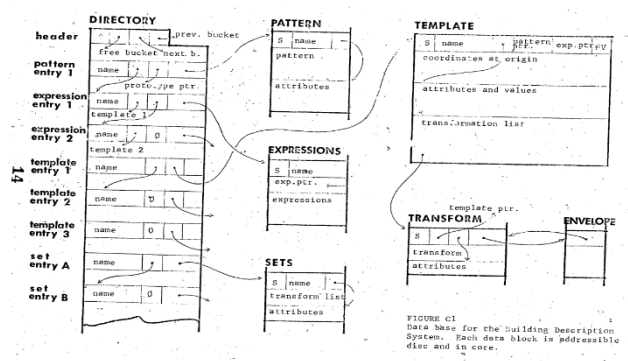 DIRECTORY
header
prev. bucket
free bucket next b.
pattern
entry 1
name
prototype ptr.
expression
entry 1
name
template 1
expression
entry 2
name 0
template 2
template
entry 1
name
template
entry 2
name 0
template
entry 3
name 0
set
entry A
name
set
entry B
name 0
14
PATTERN
S name
pattern
attributes
EXPRESSIONS
S name
exp.ptr.
expressions
SETS
S name
transform list
attributes
TEMPLATE
S name pattern ptr. exp.ptr FV
coordinates at origin
attributes and values
transformation list
template ptr.
TRANSFORM
S
transform
attributes
ENVELOPE
FIGURE C1
Data base for the Building Description
System. Each data block is addressible
disc and in core.